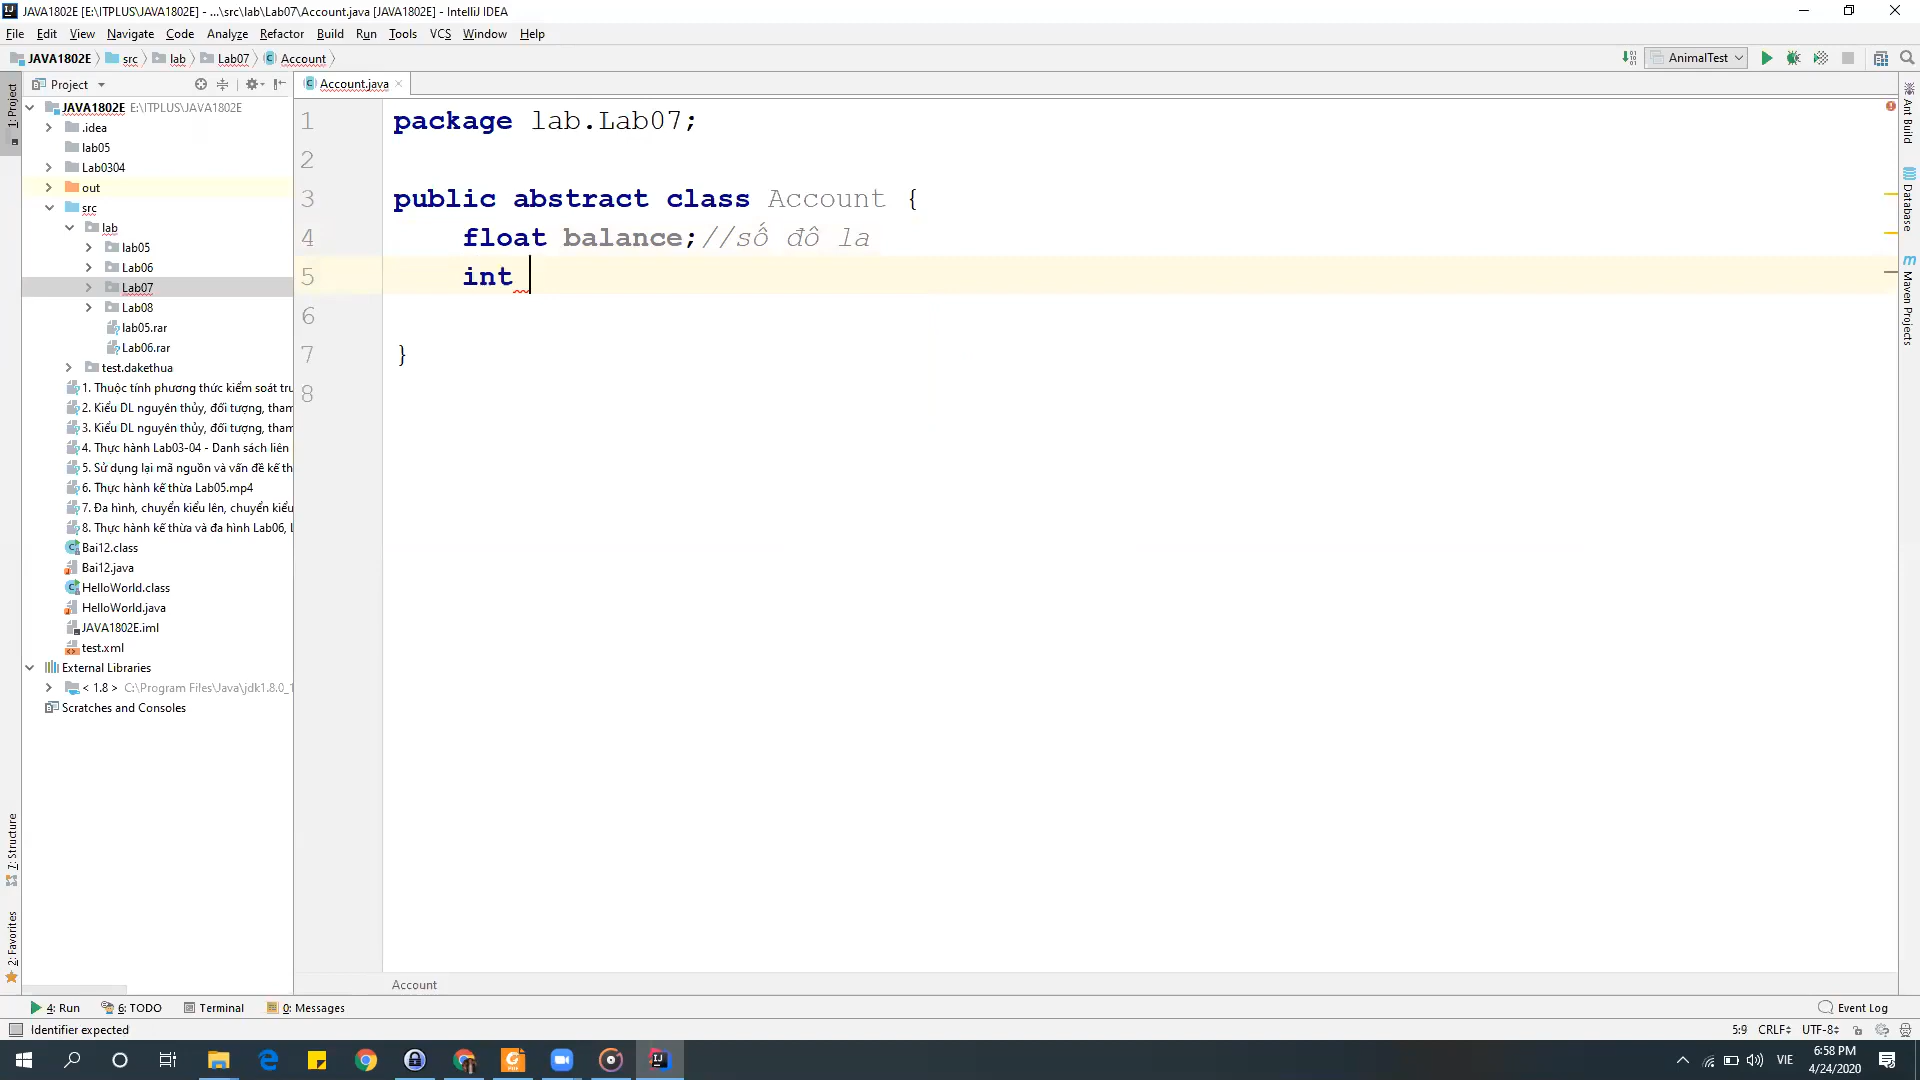 JAVA1802E [E:\ITPLUS\JAVA1802E] - ...\src\lab\Lab07\Account.java [JAVA1802E] - IntelliJ IDEA
File Edit View Navigate Code Analyze Refactor Build Run Tools VCS Window Help
JAVA1802E src lab Lab07 Account AnimalTest
Project
Account.java
1: Project
7: Structure
2: Favorites
JAVA1802E E:\ITPLUS\JAVA1802E
.idea
lab05
Lab0304
out
src
lab
lab05
Lab06
Lab07
Lab08
lab05.rar
Lab06.rar
test.dakethua
1. Thuộc tính phương thức kiểm soát tru
2. Kiểu DL nguyên thủy, đối tượng, tham
3. Kiểu DL nguyên thủy, đối tượng, tham
4. Thực hành Lab03-04 - Danh sách liên
5. Sử dụng lại mã nguồn và vấn đề kế th
6. Thực hành kế thừa Lab05.mp4
7. Đa hình, chuyển kiểu lên, chuyển kiểu
8. Thực hành kế thừa và đa hình Lab06, L
Bai12.class
Bai12.java
HelloWorld.class
HelloWorld.java
JAVA1802E.iml
test.xml
External Libraries
< 1.8 > C:\Program Files\Java\jdk1.8.0_1
Scratches and Consoles
1 package lab.Lab07;
2
3 public abstract class Account {
4 float balance;//số đô la
5 int
6
7 }
8
Ant Build
Database
Maven Projects
Account
4: Run 6: TODO Terminal 0: Messages Event Log
Identifier expected 5:9 CRLF UTF-8
VIE 6:58 PM
4/24/2020